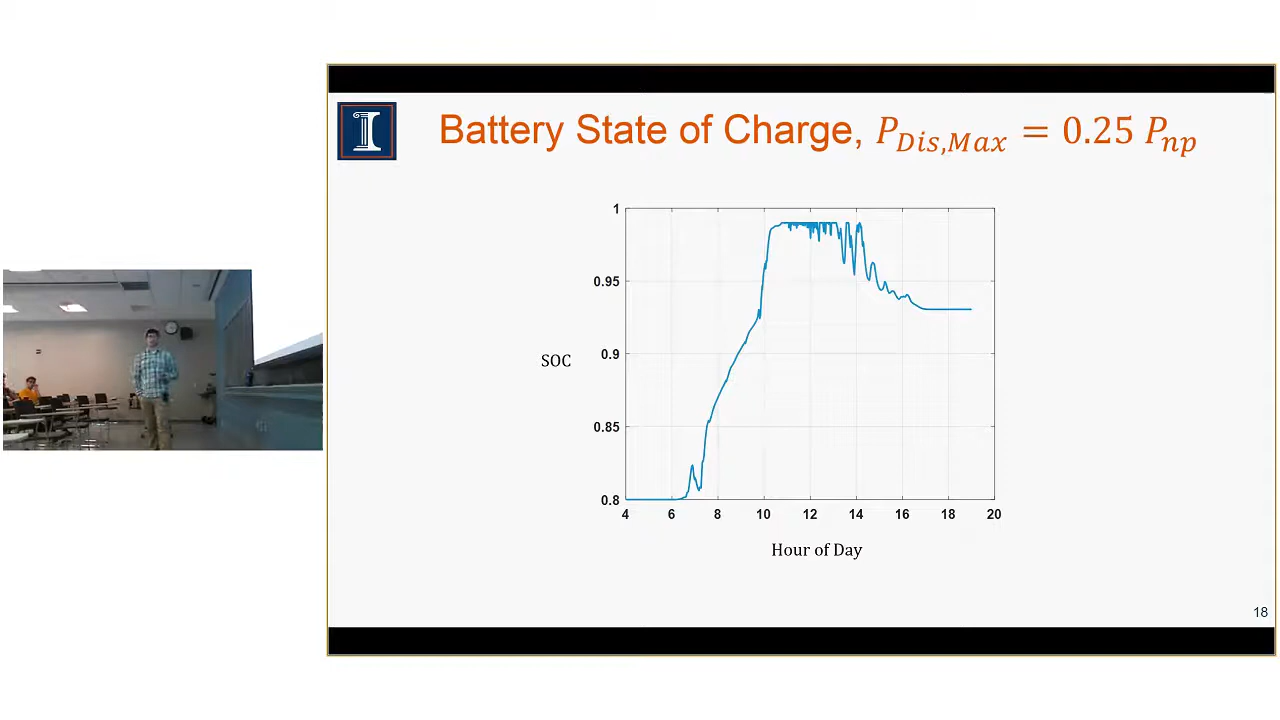 Battery State of Charge, P_{Dis,Max} = 0.25 P_{np}
1
0.95
0.9
0.85
0.8
SOC
4 6 8 10 12 14 16 18 20
Hour of Day
18